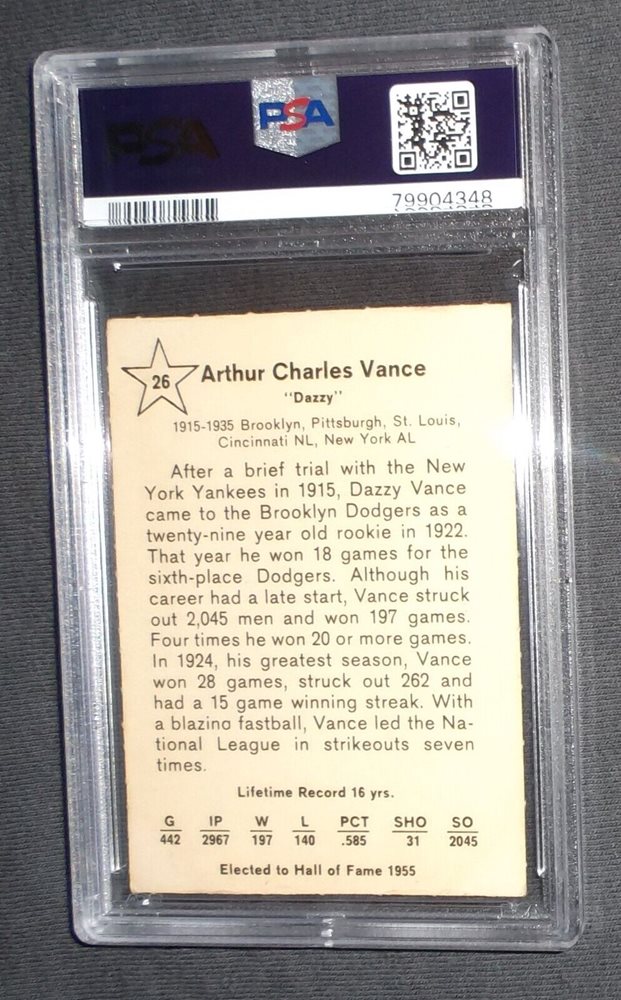 PSA
PSA
79904348
26
Arthur Charles Vance
"Dazzy"
1915-1935 Brooklyn, Pittsburgh, St. Louis,
Cincinnati NL, New York AL
After a brief trial with the New
York Yankees in 1915, Dazzy Vance
came to the Brooklyn Dodgers as a
twenty-nine year old rookie in 1922.
That year he won 18 games for the
sixth-place Dodgers. Although his
career had a late start, Vance struck
out 2,045 men and won 197 games.
Four times he won 20 or more games.
In 1924, his greatest season, Vance
won 28 games, struck out 262 and
had a 15 game winning streak. With
a blazino fastball, Vance led the Na-
tional League in strikeouts seven
times.
Lifetime Record 16 yrs.
G IP W L PCT SHO SO
442 2967 197 140 .585 31 2045
Elected to Hall of Fame 1955